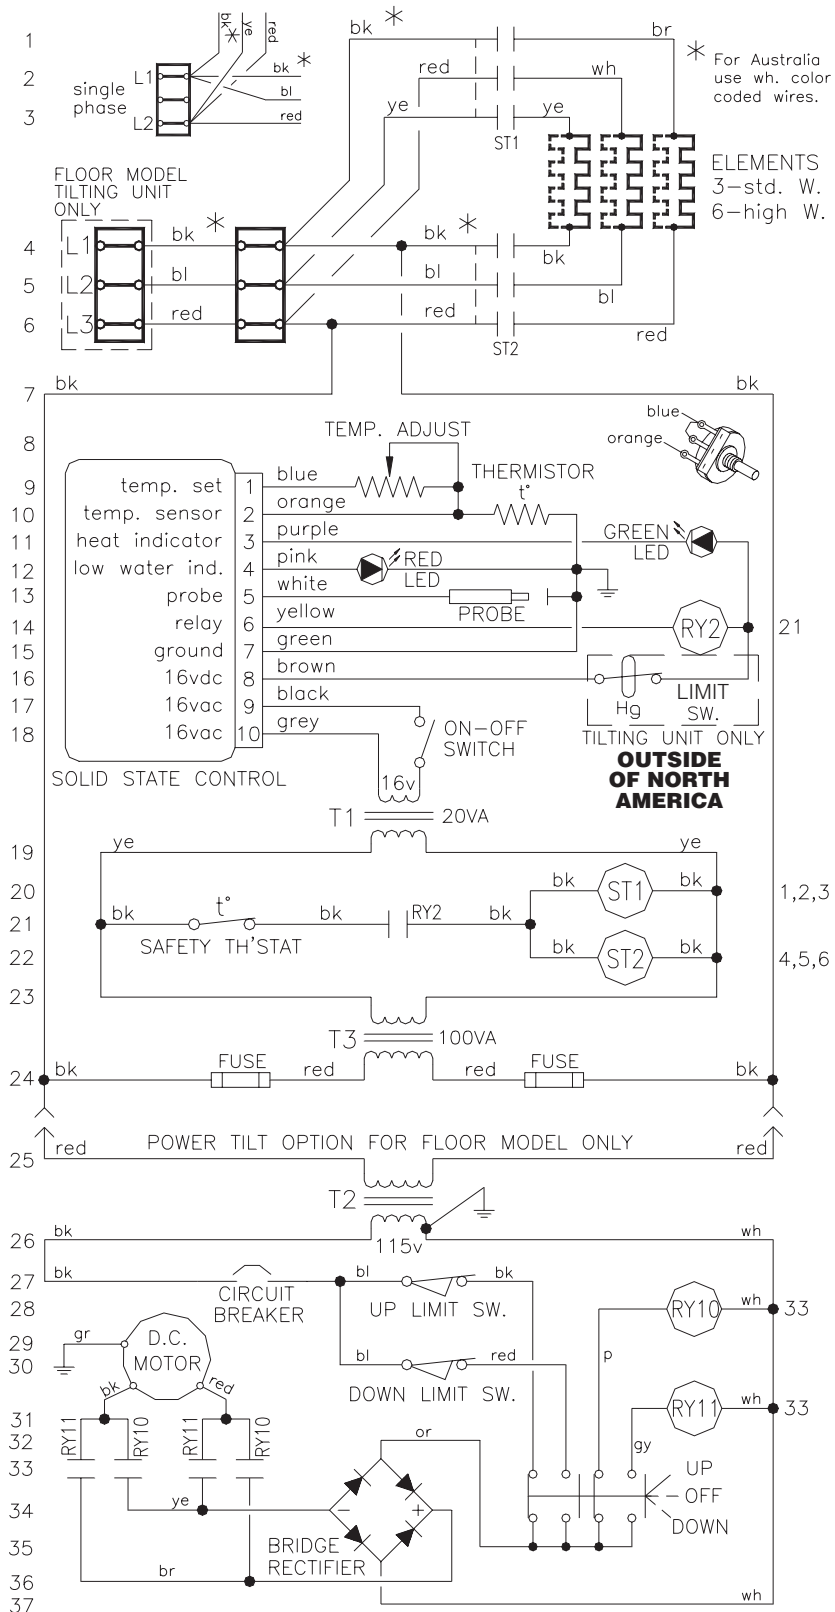 1
2
3
bk
*
ye
red
single
phase
L1
L2
bk *
bl
red
bk *
red
ye
br
wh
ye
ST1
* For Australia
use wh. color
coded wires.
ELEMENTS
3-std. W.
6-high W.
FLOOR MODEL
TILTING UNIT
ONLY
4
L1
bk *
bk *
bk
5
L2
bl
bl
bl
6
L3
red
red
ST2
red
7
bk
bk
8
TEMP. ADJUST
blue
orange
9
temp. set
1
blue
THERMISTOR
t°
10
temp. sensor
2
orange
11
heat indicator
3
purple
GREEN
LED
12
low water ind.
4
pink
RED
LED
13
probe
5
white
PROBE
14
relay
6
yellow
RY2
21
15
ground
7
green
16
16vdc
8
brown
Hg
LIMIT
SW.
17
16vac
9
black
18
16vac
10
grey
ON-OFF
SWITCH
TILTING UNIT ONLY
OUTSIDE
OF NORTH
AMERICA
SOLID STATE CONTROL
16v
T1
20VA
19
ye
ye
20
bk
ST1
bk
1,2,3
21
bk
t°
SAFETY TH'STAT
bk
RY2
bk
22
bk
ST2
bk
4,5,6
23
T3
100VA
24
bk
FUSE
red
red
FUSE
bk
25
red
POWER TILT OPTION FOR FLOOR MODEL ONLY
red
T2
26
bk
115v
wh
27
bk
CIRCUIT
BREAKER
bl
UP LIMIT SW.
bk
28
RY10
wh
33
29
gr
D.C.
MOTOR
30
bl
DOWN LIMIT SW.
red
p
bk
red
31
RY11
RY10
RY11
RY10
RY11
wh
33
32
or
gy
33
UP
34
ye
-
+
OFF
DOWN
35
BRIDGE
RECTIFIER
36
br
37
wh